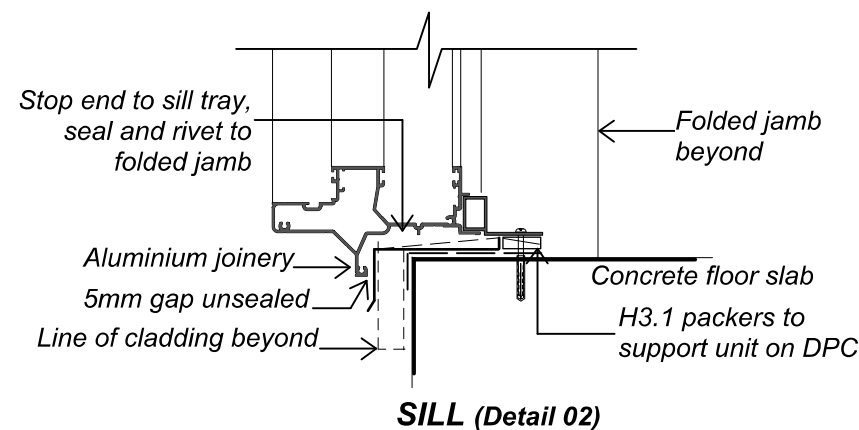 Stop end to sill tray,
seal and rivet to
folded jamb
Folded jamb
beyond
Aluminium joinery
5mm gap unsealed
Line of cladding beyond
Concrete floor slab
H3.1 packers to
support unit on DPC
SILL (Detail 02)